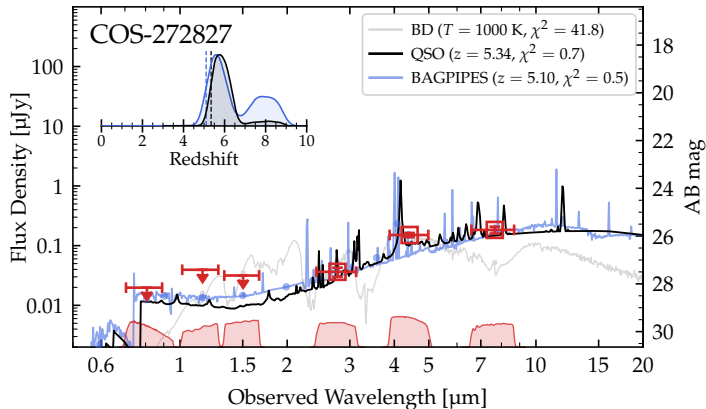 COS-272827
BD (T = 1000 K, χ² = 41.8)
QSO (z = 5.34, χ² = 0.7)
BAGPIPES (z = 5.10, χ² = 0.5)
0 2 4 6 8 10
Redshift
100
10
1
0.1
0.01
Flux Density [μJy]
18
20
22
24
26
28
30
AB mag
0.6 1 1.5 2 3 4 5 7 10 15 20
Observed Wavelength [μm]